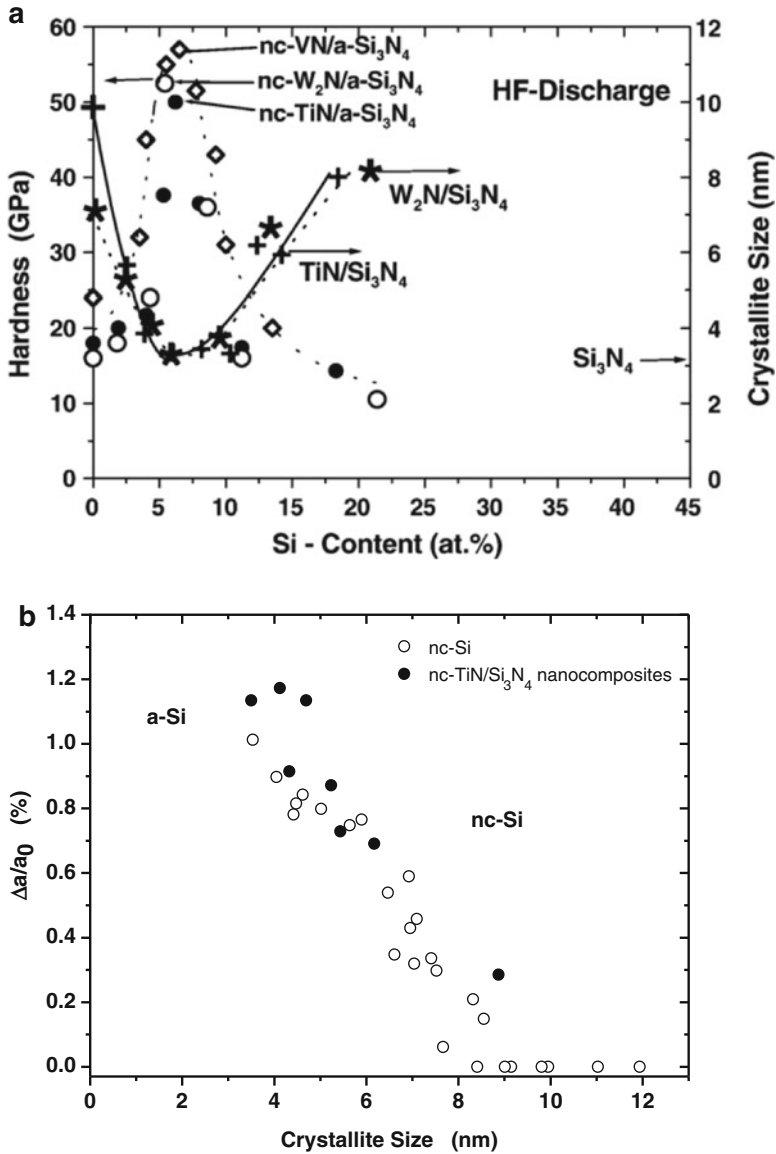 a
60
50
40
30
20
10
0
Hardness (GPa)
nc-VN/a-Si3N4
nc-W2N/a-Si3N4
nc-TiN/a-Si3N4
HF-Discharge
W2N/Si3N4
TiN/Si3N4
Si3N4
12
10
8
6
4
2
0
Crystallite Size (nm)
0 5 10 15 20 25 30 35 40 45
Si - Content (at.%)
b
1.4
1.2
1.0
0.8
0.6
0.4
0.2
0.0
Δa/a0 (%)
nc-Si
nc-TiN/Si3N4 nanocomposites
a-Si
nc-Si
0 2 4 6 8 10 12
Crystallite Size (nm)